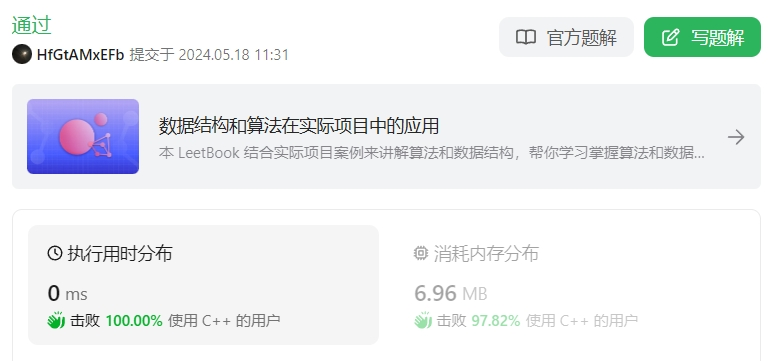 通过
HfGtAMxEFb 提交于 2024.05.18 11:31
官方题解
写题解
数据结构和算法在实际项目中的应用
本 LeetBook 结合实际项目案例来讲解算法和数据结构，帮你学习掌握算法和数据...
执行用时分布
0 ms
击败 100.00% 使用 C++ 的用户
消耗内存分布
6.96 MB
击败 97.82% 使用 C++ 的用户